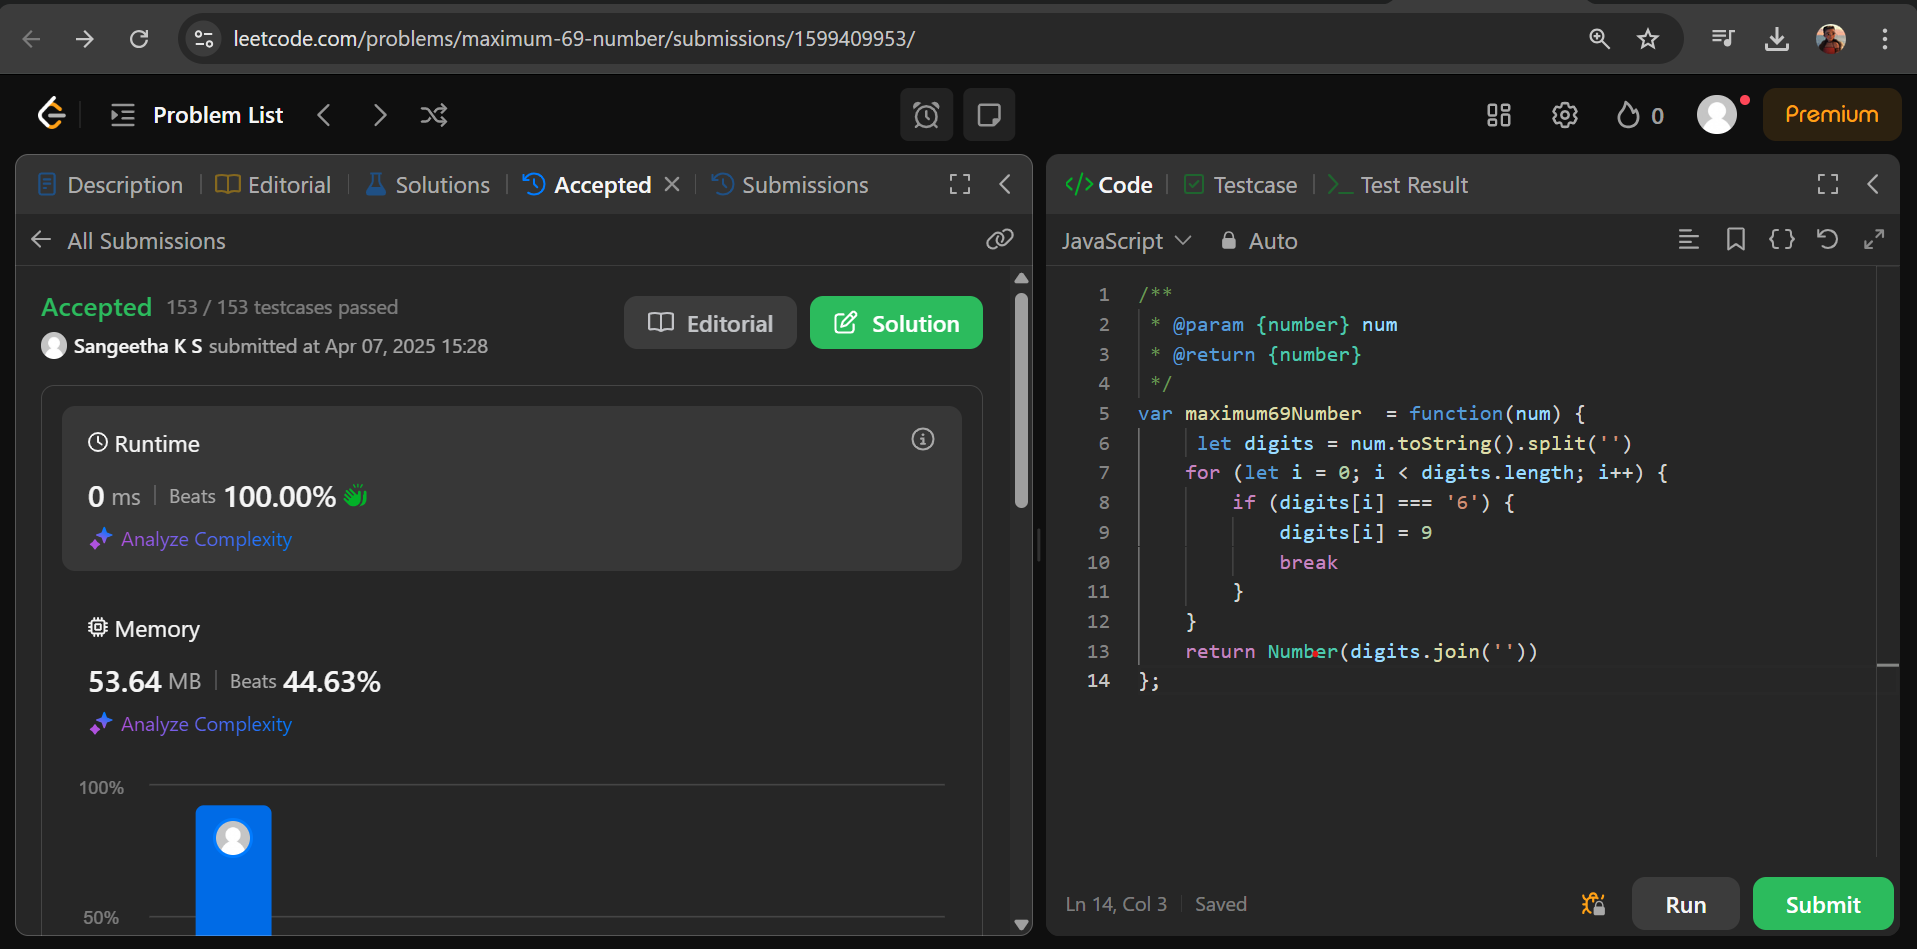 leetcode.com/problems/maximum-69-number/submissions/1599409953/
Problem List
0
Premium
Description
Editorial
Solutions
Accepted
Submissions
All Submissions
Accepted 153 / 153 testcases passed
Sangeetha K S submitted at Apr 07, 2025 15:28
Editorial
Solution
Runtime
0 ms Beats 100.00%
Analyze Complexity
Memory
53.64 MB Beats 44.63%
Analyze Complexity
100%
50%
</> Code
Testcase
>_ Test Result
JavaScript
Auto
1 /**
2 * @param {number} num
3 * @return {number}
4 */
5 var maximum69Number  = function(num) {
6 let digits = num.toString().split('')
7 for (let i = 0; i < digits.length; i++) {
8 if (digits[i] === '6') {
9 digits[i] = 9
10 break
11 }
12 }
13 return Number(digits.join(''))
14 };
Ln 14, Col 3 Saved
Run
Submit